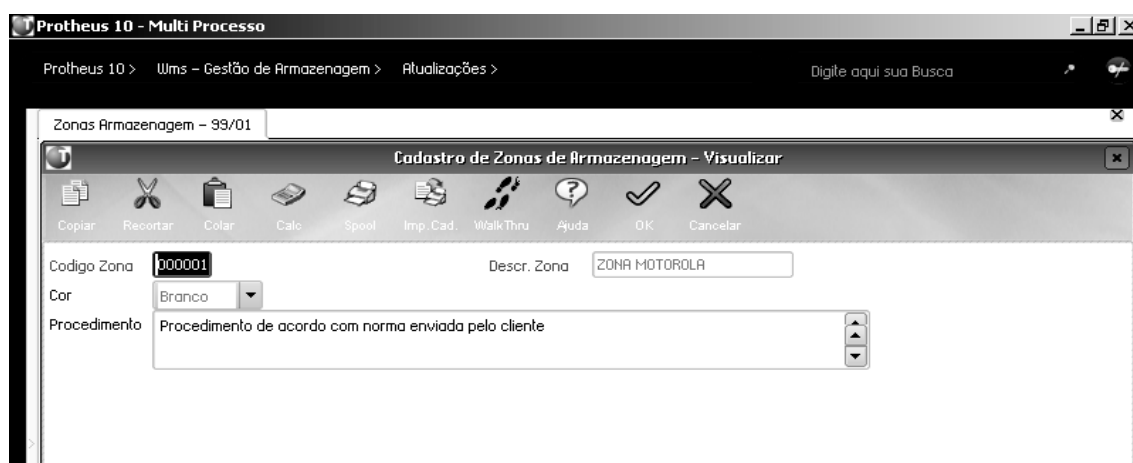 Protheus 10 - Multi Processo
Protheus 10 > Wms – Gestão de Armazenagem > Atualizações > Digite aqui sua Busca
Zonas Armazenagem – 99/01
Cadastro de Zonas de Armazenagem – Visualizar
Copiar Recortar Colar Calc Spool Imp.Cad. WalkThru Ajuda OK Cancelar
Codigo Zona 000001 Descr. Zona ZONA MOTOROLA
Cor Branco
Procedimento Procedimento de acordo com norma enviada pelo cliente